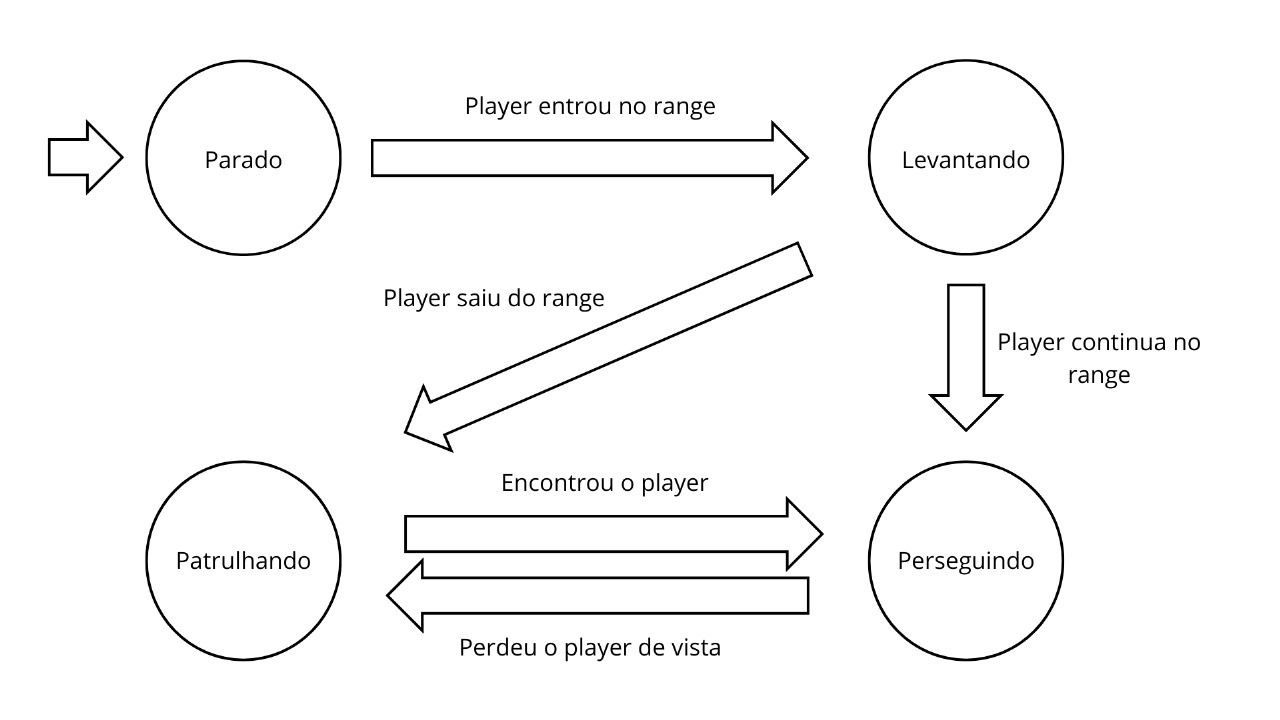 Player entrou no range
Parado
Levantando
Player saiu do range
Player continua no
range
Encontrou o player
Patrulhando
Perseguindo
Perdeu o player de vista